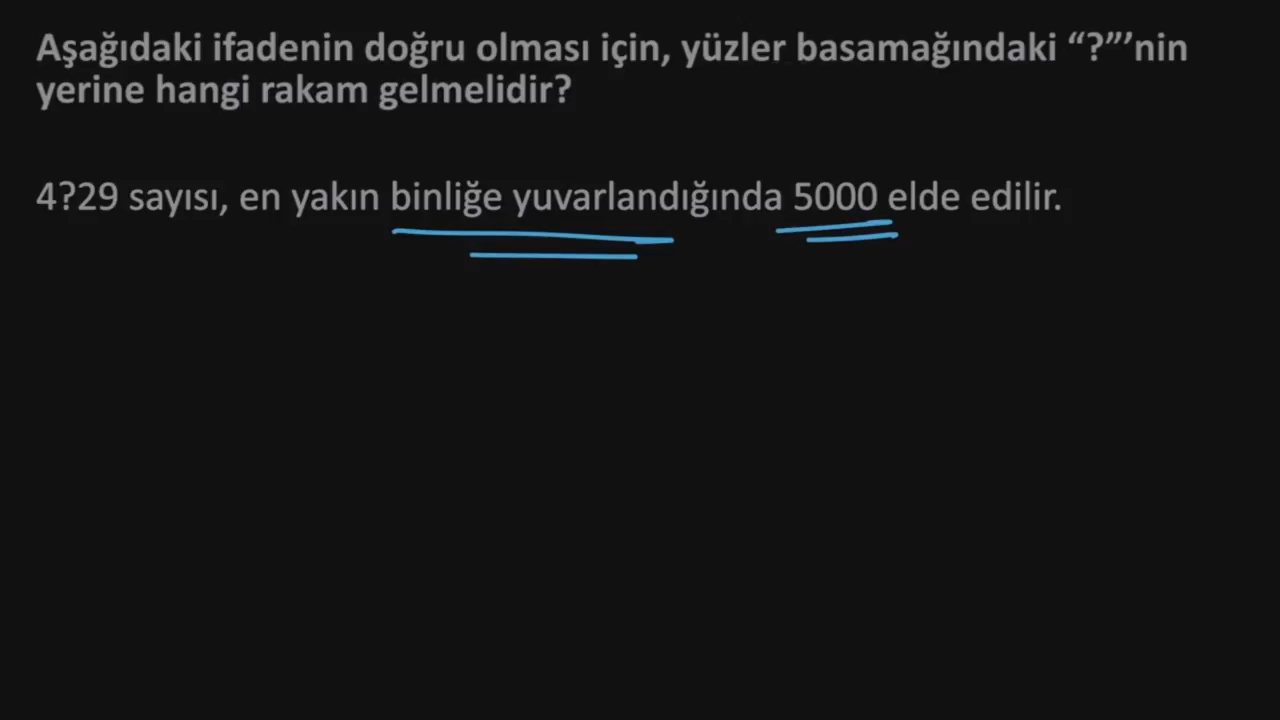 Aşağıdaki ifadenin doğru olması için, yüzler basamağındaki “?”’nin
yerine hangi rakam gelmelidir?
4?29 sayısı, en yakın binliğe yuvarlandığında 5000 elde edilir.